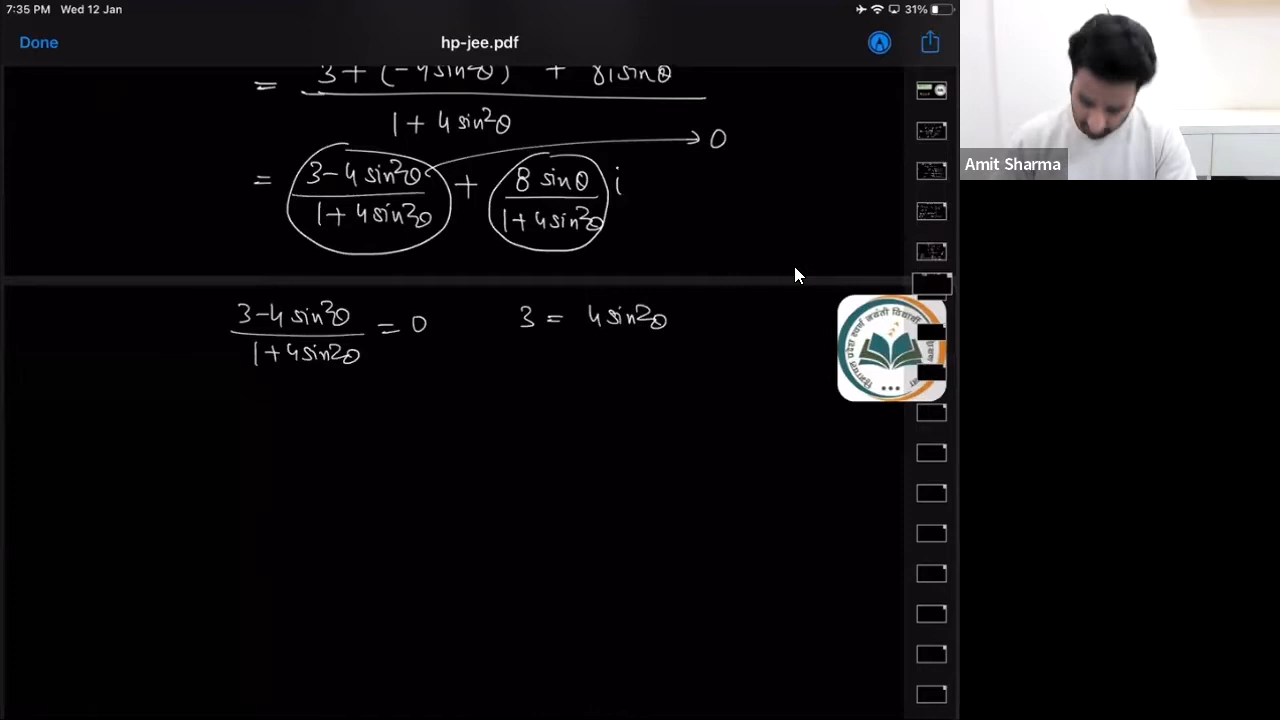 7:35 PM Wed 12 Jan
31%
Done
hp-jee.pdf
= 3 + (-4 sin²θ) + 8i sinθ
1 + 4 sin²θ
= 3 - 4 sin²θ / 1 + 4 sin²θ + 8 sinθ / 1 + 4 sin²θ i → 0
3 - 4 sin²θ / 1 + 4 sin²θ = 0
3 = 4 sin²θ
Amit Sharma